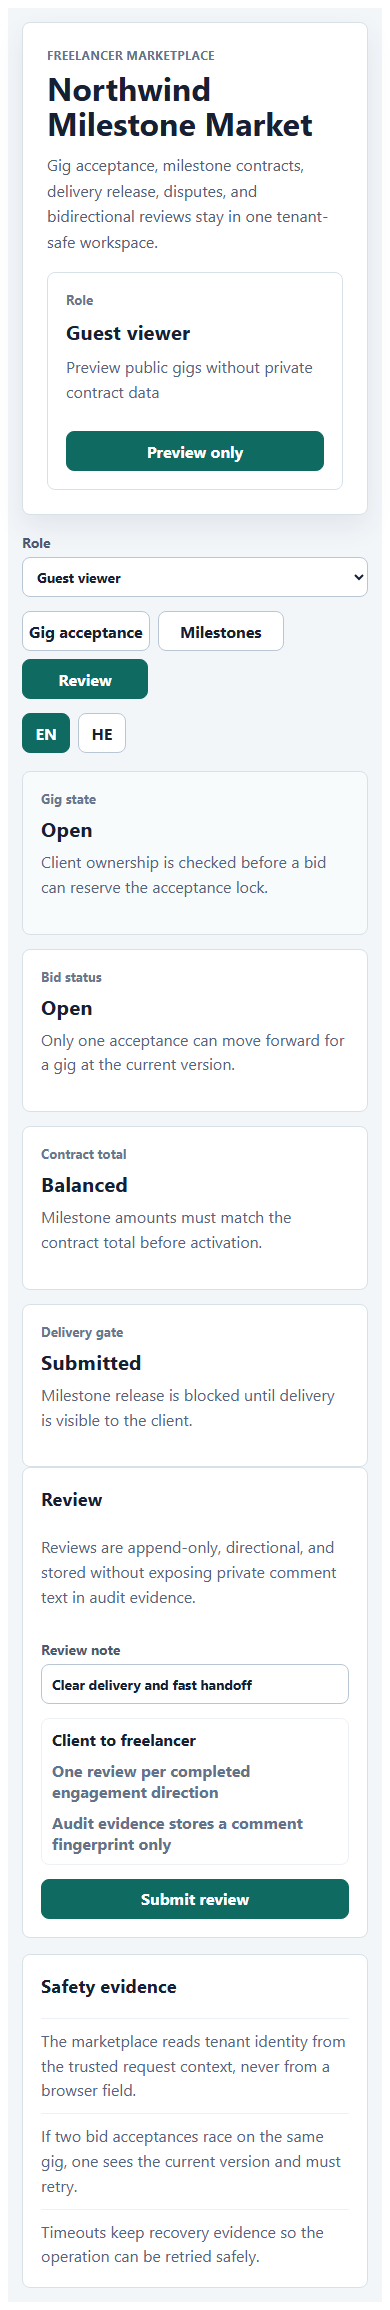 FREELANCER MARKETPLACE
Northwind
Milestone Market
Gig acceptance, milestone contracts,
delivery release, disputes, and
bidirectional reviews stay in one tenant-
safe workspace.
Role
Guest viewer
Preview public gigs without private
contract data
Preview only
Role
Guest viewer
Gig acceptance
Milestones
Review
EN
HE
Gig state
Open
Client ownership is checked before a bid
can reserve the acceptance lock.
Bid status
Open
Only one acceptance can move forward for
a gig at the current version.
Contract total
Balanced
Milestone amounts must match the
contract total before activation.
Delivery gate
Submitted
Milestone release is blocked until delivery
is visible to the client.
Review
Reviews are append-only, directional, and
stored without exposing private comment
text in audit evidence.
Review note
Clear delivery and fast handoff
Client to freelancer
One review per completed
engagement direction
Audit evidence stores a comment
fingerprint only
Submit review
Safety evidence
The marketplace reads tenant identity from
the trusted request context, never from a
browser field.
If two bid acceptances race on the same
gig, one sees the current version and must
retry.
Timeouts keep recovery evidence so the
operation can be retried safely.